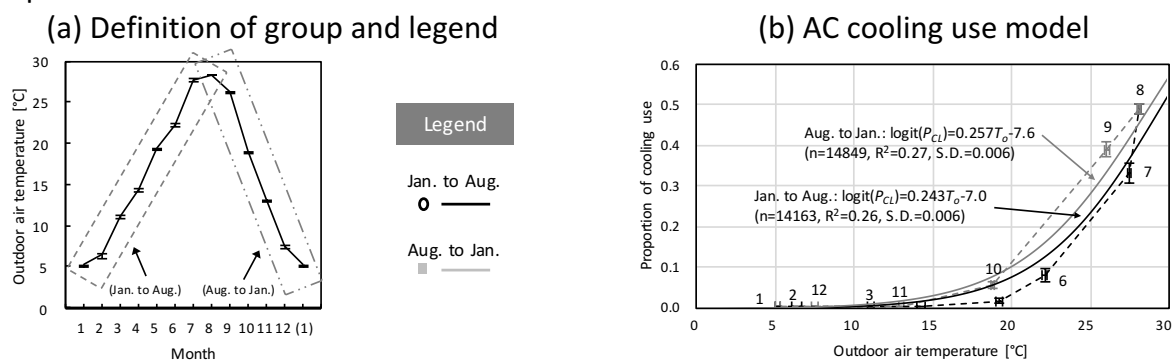 (a) Definition of group and legend
Outdoor air temperature [°C]
30
25
20
15
10
5
0
(Jan. to Aug.)
(Aug. to Jan.)
1 2 3 4 5 6 7 8 9 10 11 12 (1)
Month
Legend
Jan. to Aug.
Aug. to Jan.
(b) AC cooling use model
Proportion of cooling use
0.6
0.5
0.4
0.3
0.2
0.1
0.0
Aug. to Jan.: logit(P_CL)=0.257T_o-7.6
(n=14849, R²=0.27, S.D.=0.006)
Jan. to Aug.: logit(P_CL)=0.243T_o-7.0
(n=14163, R²=0.26, S.D.=0.006)
8
9
7
10
6
1 2 12 3 11
0 5 10 15 20 25 30
Outdoor air temperature [°C]